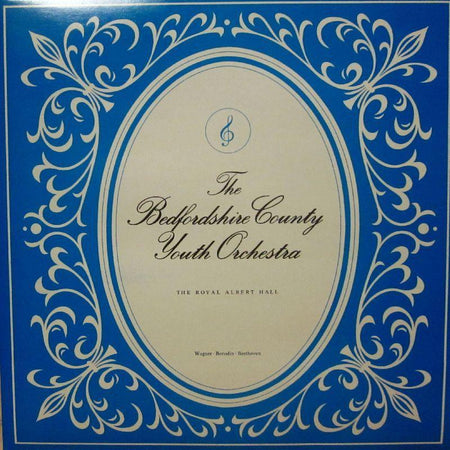 The
Bedfordshire County
Youth Orchestra
THE ROYAL ALBERT HALL
Wagner · Borodin · Beethoven